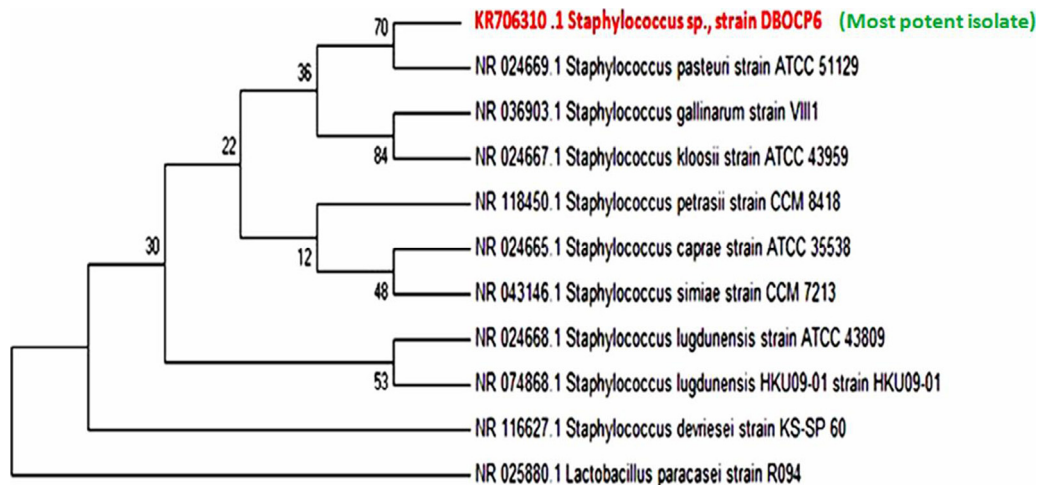 KR706310 .1 Staphylococcus sp., strain DBOCP6 (Most potent isolate)
70
NR 024669.1 Staphylococcus pasteuri strain ATCC 51129
36
NR 036903.1 Staphylococcus gallinarum strain VIII1
22
84
NR 024667.1 Staphylococcus kloosii strain ATCC 43959
NR 118450.1 Staphylococcus petrasii strain CCM 8418
30
12
NR 024665.1 Staphylococcus caprae strain ATCC 35538
48
NR 043146.1 Staphylococcus simiae strain CCM 7213
NR 024668.1 Staphylococcus lugdunensis strain ATCC 43809
53
NR 074868.1 Staphylococcus lugdunensis HKU09-01 strain HKU09-01
NR 116627.1 Staphylococcus devriesei strain KS-SP 60
NR 025880.1 Lactobacillus paracasei strain R094